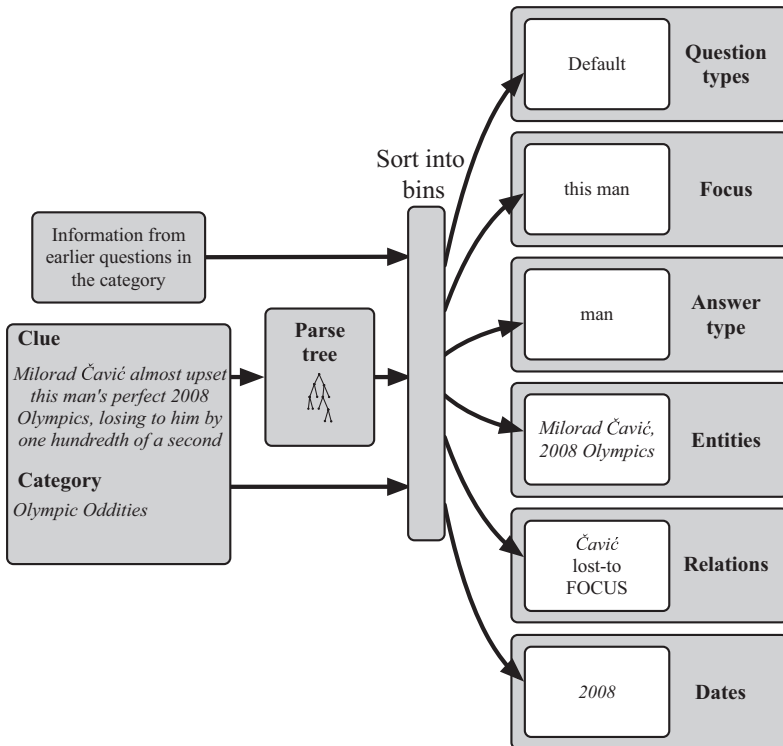 Default
Question
types
this man
Focus
Sort into
bins
Information from
earlier questions in
the category
man
Answer
type
Clue
Milorad Čavić almost upset
this man's perfect 2008
Olympics, losing to him by
one hundredth of a second
Category
Olympic Oddities
Parse
tree
Milorad Čavić,
2008 Olympics
Entities
Čavić
lost-to
FOCUS
Relations
2008
Dates